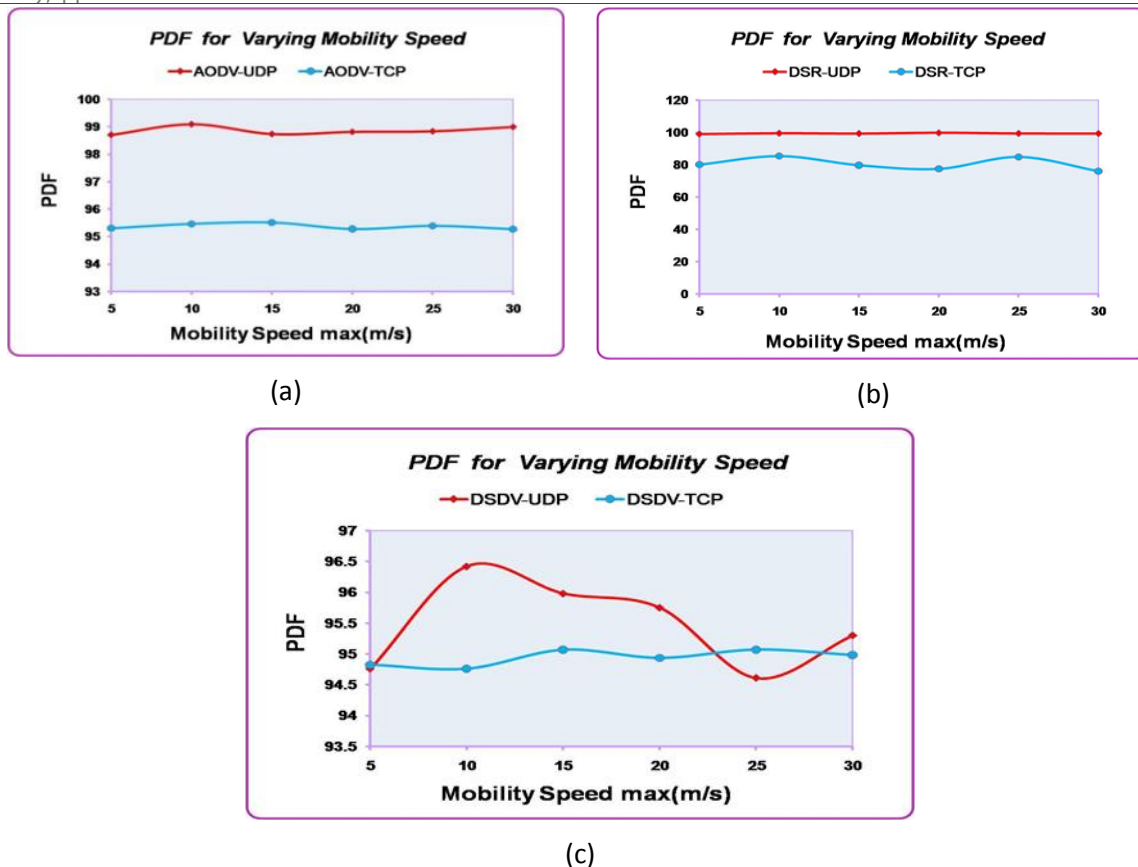 PDF for Varying Mobility Speed
AODV-UDP AODV-TCP
100
99
98
97
96
95
94
93
PDF
5 10 15 20 25 30
Mobility Speed max(m/s)
(a)
PDF for Varying Mobility Speed
DSR-UDP DSR-TCP
120
100
80
60
40
20
0
PDF
5 10 15 20 25 30
Mobility Speed max(m/s)
(b)
PDF for Varying Mobility Speed
DSDV-UDP DSDV-TCP
97
96.5
96
95.5
95
94.5
94
93.5
PDF
5 10 15 20 25 30
Mobility Speed max(m/s)
(c)